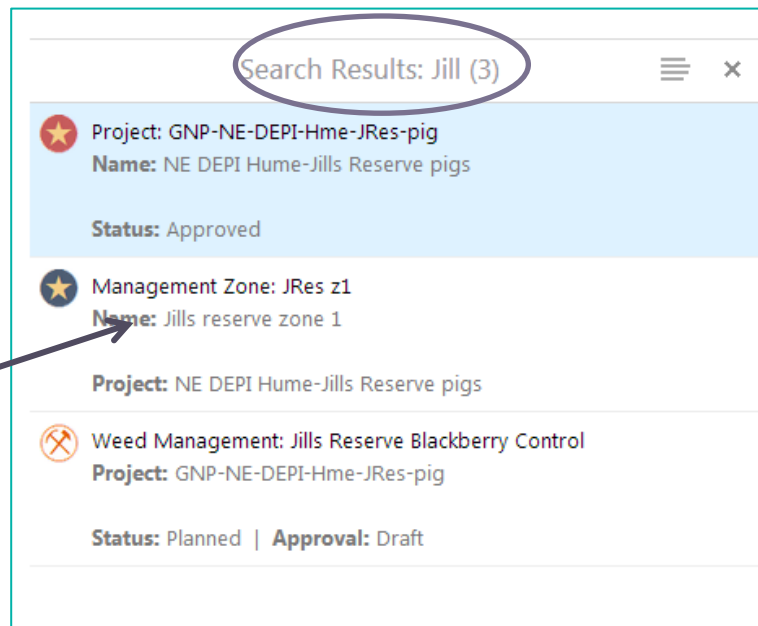 Search Results: Jill (3)
Project: GNP-NE-DEPI-Hme-JRes-pig
Name: NE DEPI Hume-Jills Reserve pigs
Status: Approved
Management Zone: JRes z1
Name: Jills reserve zone 1
Project: NE DEPI Hume-Jills Reserve pigs
Weed Management: Jills Reserve Blackberry Control
Project: GNP-NE-DEPI-Hme-JRes-pig
Status: Planned | Approval: Draft